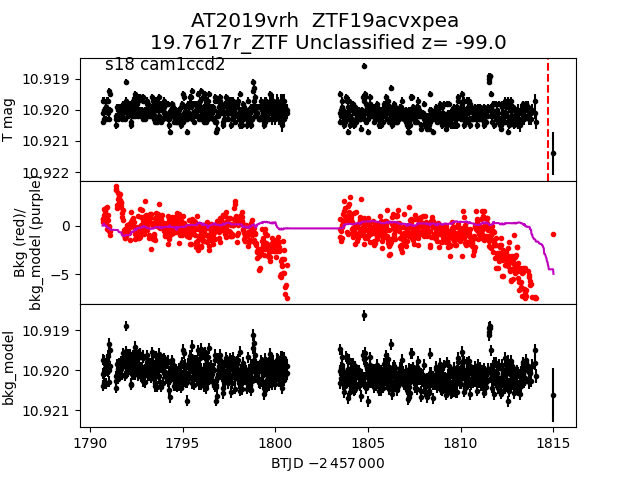 AT2019vrh  ZTF19acvxpea
19.7617r_ZTF Unclassified z= -99.0
s18 cam1ccd2
10.919
10.920
10.921
10.922
T mag
0
−5
Bkg (red)/
bkg_model (purple)
10.919
10.920
10.921
bkg_model
1790 1795 1800 1805 1810 1815
BTJD −2 457 000